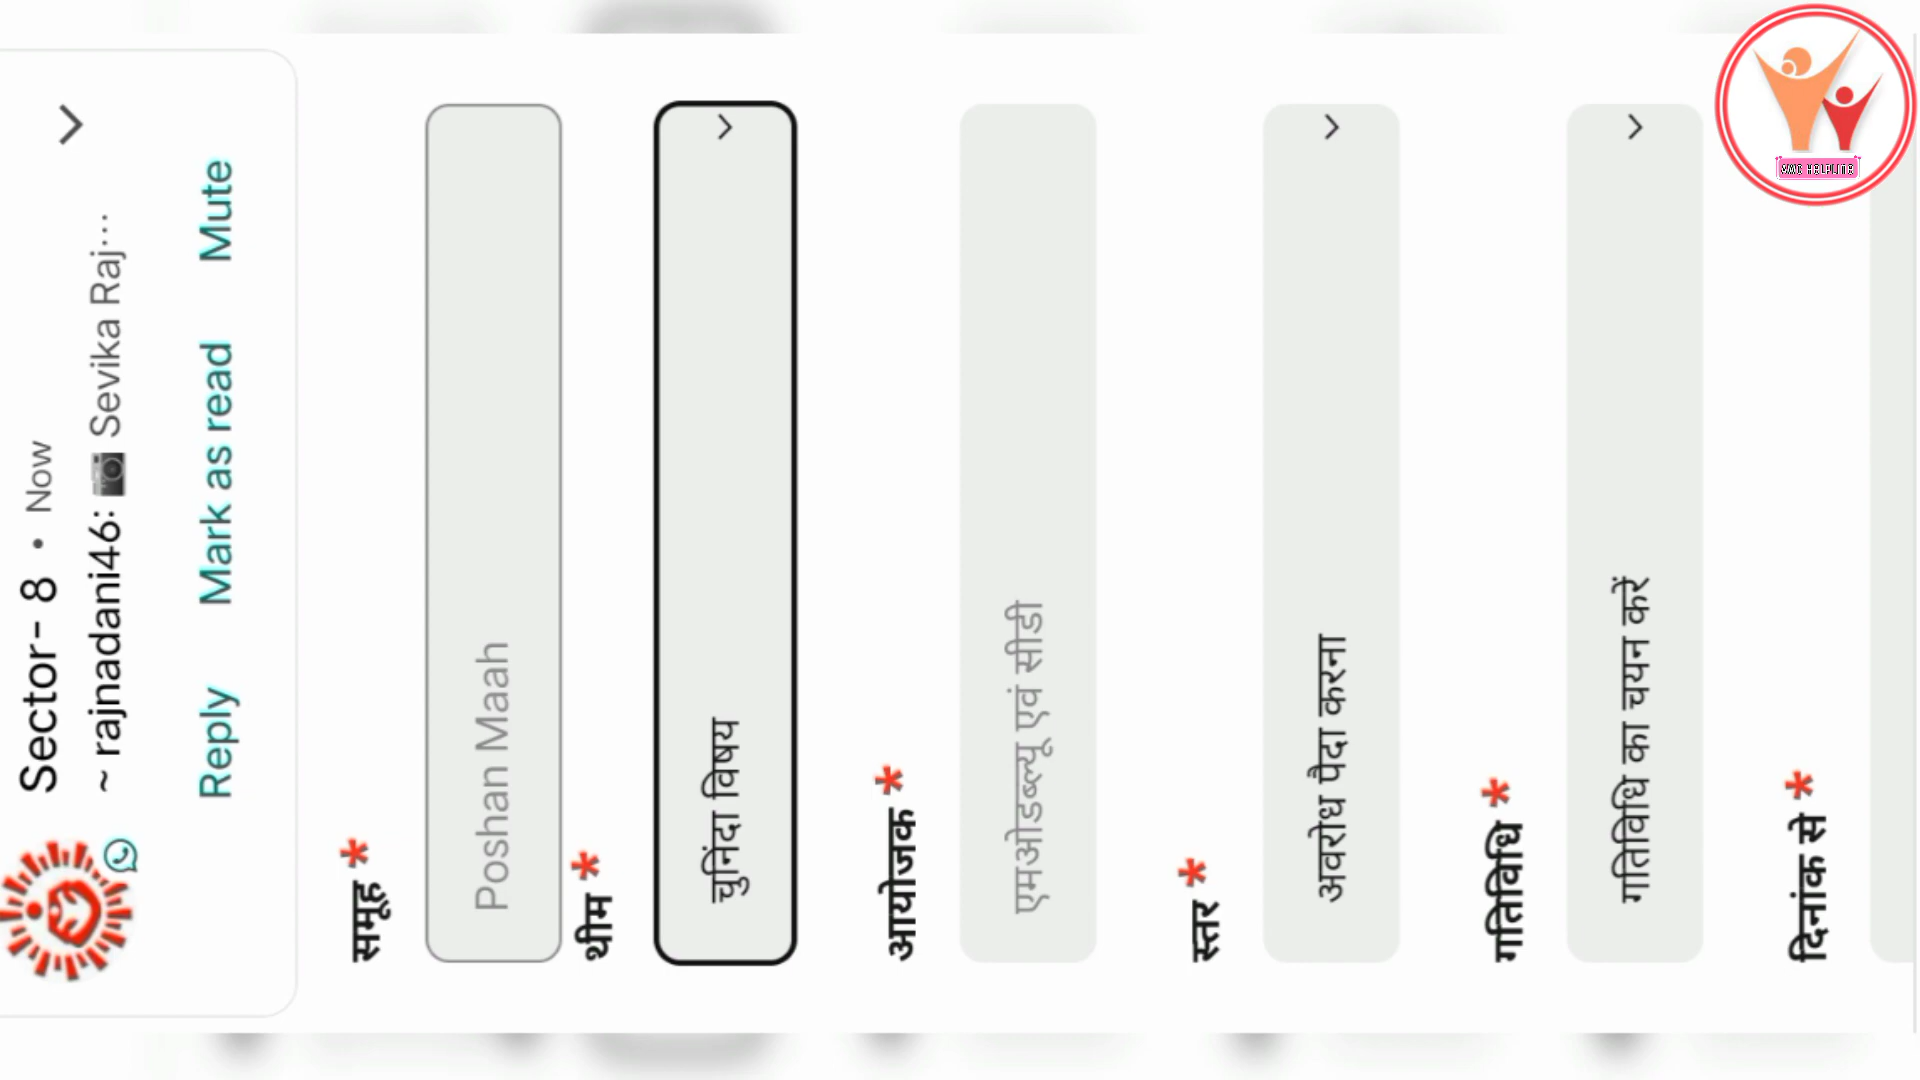 Sector- 8 • Now
~ rajnadani46: 📷 Sevika Raj...
Reply Mark as read Mute
समूह *
Poshan Maah
थीम *
चुनिंदा विषय
आयोजक *
एमओडब्ल्यू एवं सीडी
स्तर *
अवरोध पैदा करना
गतिविधि *
गतिविधि का चयन करें
दिनांक से *